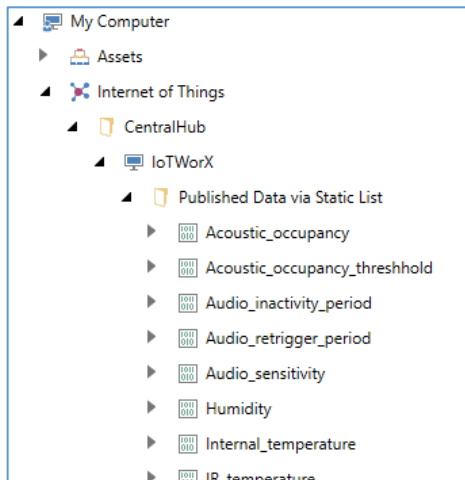 My Computer
Assets
Internet of Things
CentralHub
IoTWorX
Published Data via Static List
Acoustic_occupancy
Acoustic_occupancy_threshhold
Audio_inactivity_period
Audio_retrigger_period
Audio_sensitivity
Humidity
Internal_temperature
IR_temperature